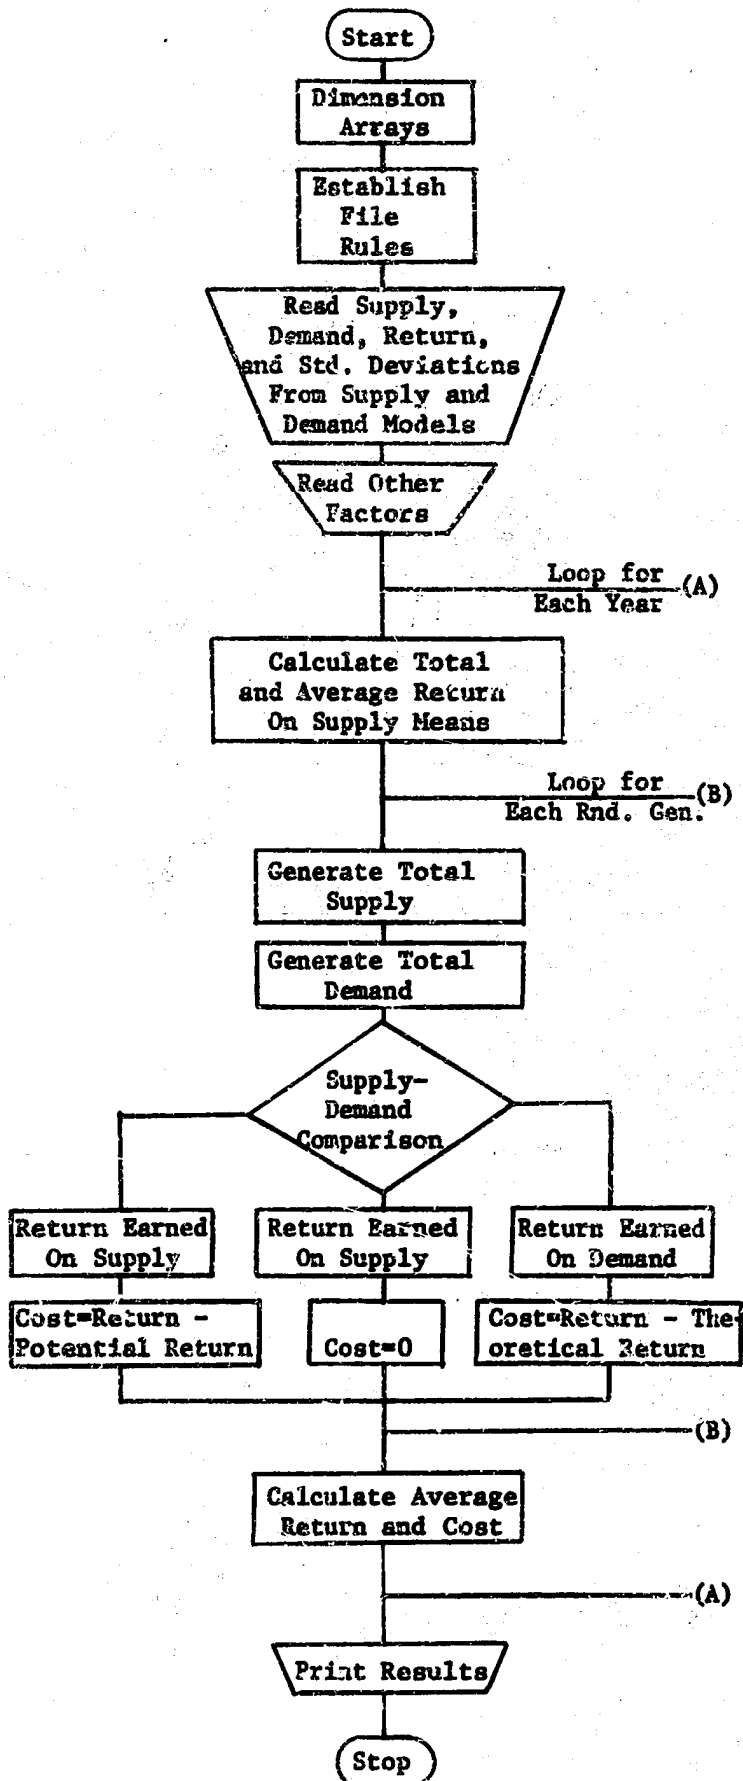 Start
Dimension
Arrays
Establish
File
Rules
Read Supply,
Demand, Return,
and Std. Deviations
From Supply and
Demand Models
Read Other
Factors
Loop for
(A)
Each Year
Calculate Total
and Average Return
On Supply Means
Loop for
(B)
Each Rnd. Gen.
Generate Total
Supply
Generate Total
Demand
Supply-
Demand
Comparison
Return Earned
On Supply
Return Earned
On Supply
Return Earned
On Demand
Cost=Return -
Potential Return
Cost=0
Cost=Return - The-
oretical Return
(B)
Calculate Average
Return and Cost
(A)
Print Results
Stop